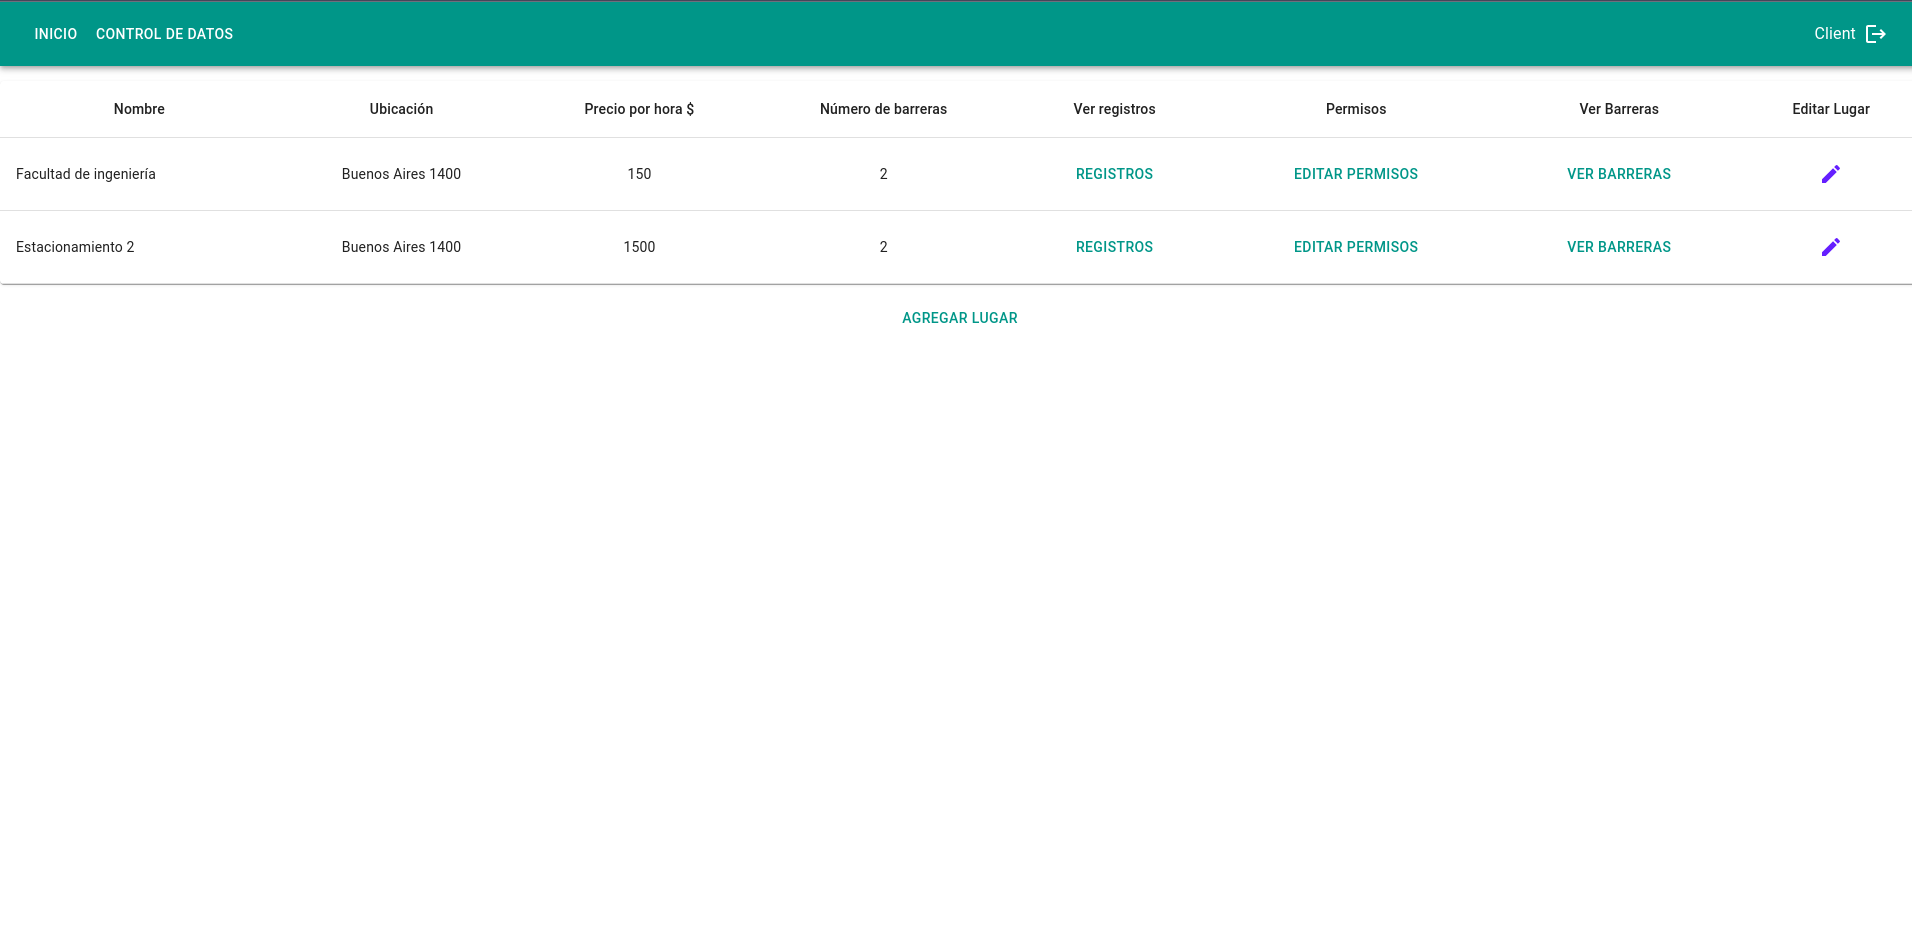 INICIO CONTROL DE DATOS Client
Nombre Ubicación Precio por hora $ Número de barreras Ver registros Permisos Ver Barreras Editar Lugar
Facultad de ingeniería Buenos Aires 1400 150 2 REGISTROS EDITAR PERMISOS VER BARRERAS
Estacionamiento 2 Buenos Aires 1400 1500 2 REGISTROS EDITAR PERMISOS VER BARRERAS
AGREGAR LUGAR